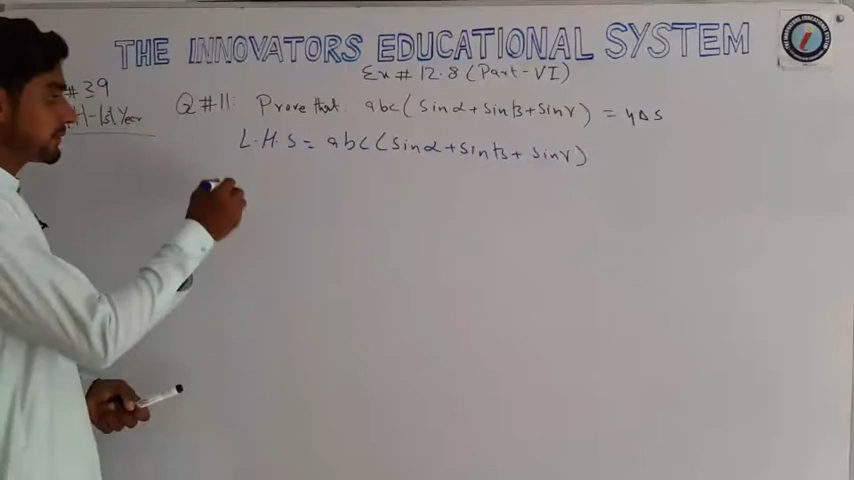 THE INNOVATORS EDUCATIONAL SYSTEM
Ex # 12.8 (Part-VI)
#39
H-1st Year
Q#11: Prove that. abc(Sinα+Sinβ+Sinγ) = 4Δs
L.H.S = abc(Sinα+Sinβ+Sinγ)